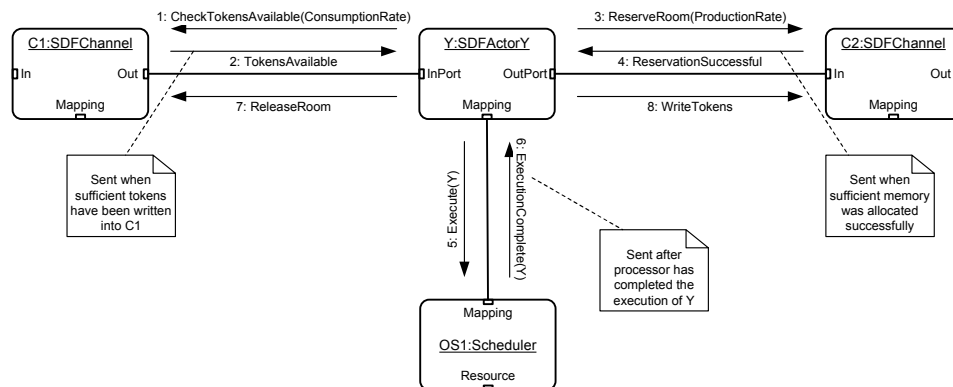 1: CheckTokensAvailable(ConsumptionRate)
3: ReserveRoom(ProductionRate)
C1:SDFChannel
Y:SDFActorY
C2:SDFChannel
In
Out
2: TokensAvailable
InPort
OutPort
4: ReservationSuccessful
In
Out
Mapping
7: ReleaseRoom
Mapping
8: WriteTokens
Mapping
Sent when
sufficient tokens
have been written
into C1
5: Execute(Y)
6: ExecutionComplete(Y)
Sent when
sufficient memory
was allocated
successfully
Sent after
processor has
completed the
execution of Y
Mapping
OS1:Scheduler
Resource